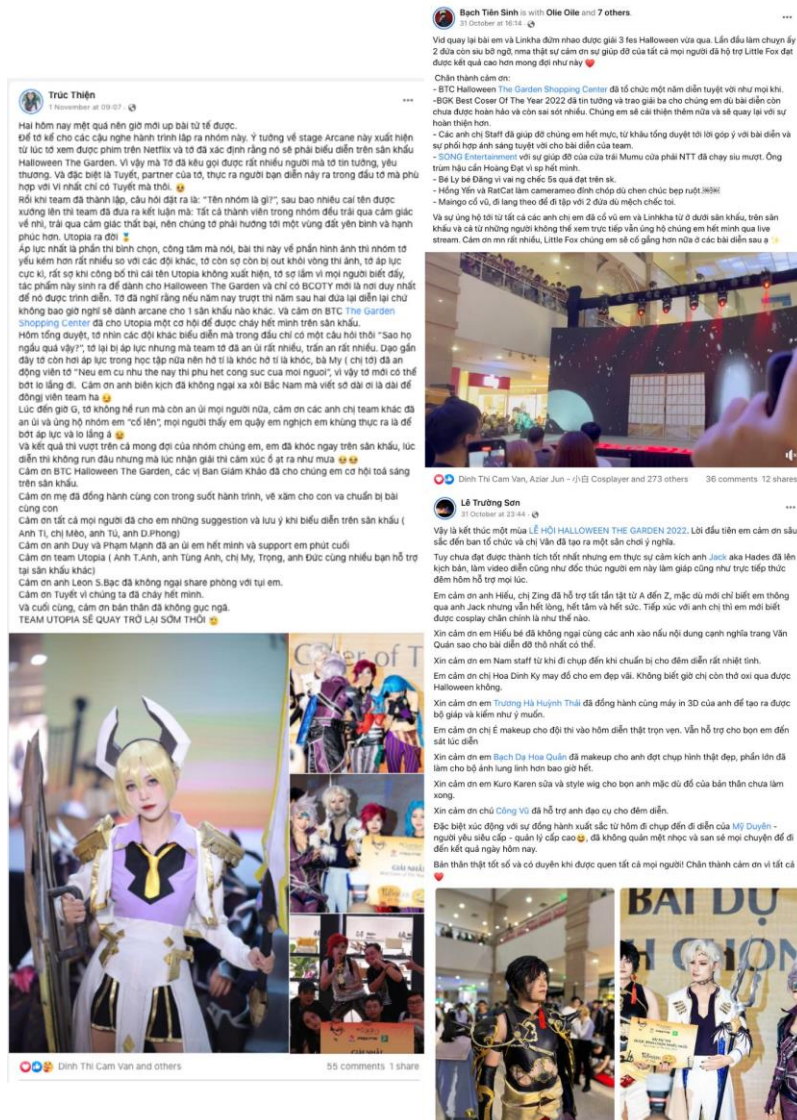 Trúc Thiện
1 November at 09:07
Hai hôm nay mệt quá nên giờ mới up bài tử tế được.
Để tớ kể cho các cậu nghe hành trình lập ra nhóm này. Ý tưởng về stage Arcane này xuất hiện
từ lúc tớ xem được phim trên Netflix và tớ đã xác định rằng nó sẽ phải biểu diễn trên sân khấu
Halloween The Garden. Vì vậy mà Tớ đã kêu gọi được rất nhiều người mà tớ tin tưởng, yêu
thương. Và đặc biệt là Tuyết, partner của tớ, thực ra người bạn diễn này ra trong đầu tớ mà phù
hợp với Vi nhất chỉ có Tuyết mà thôi.
Rồi khi team đã thành lập, câu hỏi đặt ra là: "Tên nhóm là gì?", sau bao nhiêu cái tên được
xướng lên thì team đã đưa ra kết luận mà: Tất cả thành viên trong nhóm đều trải qua cảm giác
về nhì, trải qua cảm giác thất bại, nên chúng tớ phải hướng tới một vùng đất yên bình và hạnh
phúc hơn. Utopia ra đời 🏅
Áp lực nhất là phần thi bình chọn, công tâm mà nói, bài thi này về phần hình ảnh thì nhóm tớ
yếu kém hơn rất nhiều so với các đội khác, tớ còn sợ còn bị out khỏi vòng thi ảnh, tớ áp lực
cực kì, rất sợ khi công bố thì cái tên Utopia không xuất hiện, tớ sợ lắm vì mọi người biết đấy,
tác phẩm này sinh ra để dành cho Halloween The Garden và chỉ có BCOTY mới là nơi duy nhất
để nó được trình diễn. Tớ đã nghĩ rằng nếu năm nay trượt thì năm sau hai đứa lại diễn lại chứ
không bao giờ nghĩ sẽ dành arcane cho 1 sân khấu nào khác. Và cảm ơn BTC The Garden
Shopping Center đã cho Utopia một cơ hội để được cháy hết mình trên sân khấu.
Hôm tổng duyệt, tớ nhìn các đội khác biểu diễn mà trong đầu chỉ có một câu hỏi thôi "Sao họ
ngầu quá vậy?", tớ lại bị áp lực nhưng mà team tớ đã an ủi rất nhiều, trấn an rất nhiều. Dạo gần
đây tớ còn hơi áp lực trong học tập nữa nên hở tí là khóc hở tí là khóc, bà My ( chị tớ) đã an
động viên tớ "Neu em cu nhu the nay thi phu het cong suc cua moi nguoi", vì vậy tớ mới có thể
bớt lo lắng đi. Cảm ơn anh biên kịch đã không ngại xa xôi Bắc Nam mà viết sớ dài ơi là dài để
đôngj viên team ha 😉
Lúc đến giờ G, tớ không hề run mà còn an ủi mọi người nữa, cảm ơn các anh chị team khác đã
an ủi và ủng hộ nhóm em "cố lên", mọi người thấy em quậy em nghịch em khùng thực ra là để
bớt áp lực và lo lắng á
Và kết quả thì vượt trên cả mong đợi của nhóm chúng em, em đã khóc ngay trên sân khấu, lúc
diễn thì không run đâu nhưng mà lúc nhận giải thì cảm xúc ồ ạt ra như mưa
Cảm ơn BTC Halloween The Garden, các vị Ban Giám Khảo đã cho chúng em cơ hội toả sáng
trên sân khấu.
Cảm ơn mẹ đã đồng hành cùng con trong suốt hành trình, vẽ xăm cho con va chuẩn bị bài
cùng con
Cảm ơn tất cả mọi người đã cho em những suggestion và lưu ý khi biểu diễn trên sân khấu (
Anh Ti, chị Mèo, anh Tú, anh D.Phong)
Cảm ơn anh Duy và Phạm Mạnh đã an ủi em hết mình và support em phút cuối
Cảm ơn team Utopia ( Anh T.Anh, anh Tùng Anh, chị My, Trọng, anh Đức cùng nhiều bạn hỗ trợ
tại sân khấu khác)
Cảm ơn anh Leon S.Bạc đã không ngại share phòng với tụi em.
Cảm ơn Tuyết vì chúng ta đã cháy hết mình.
Và cuối cùng, cảm ơn bản thân đã không gục ngã.
TEAM UTOPIA SẼ QUAY TRỞ LẠI SỚM THÔI
of T
GIẢI NHẤT
Dinh Thi Cam Van and others
55 comments 1 share
Bạch Tiên Sinh is with Olie Oile and 7 others.
31 October at 16:14
Vid quay lại bài em và Linkha đứm nhao được giải 3 fes Halloween vừa qua. Lần đầu làm chuyn ấy
2 đứa còn siu bỡ ngỡ, nma thật sự cảm ơn sự giúp đỡ của tất cả mọi người đã hộ trợ Little Fox đạt
được kết quả cao hơn mong đợi như này ❤️
Chân thành cảm ơn:
- BTC Halloween The Garden Shopping Center đã tổ chức một năm diễn tuyệt vời như mọi khi.
-BGK Best Coser Of The Year 2022 đã tin tưởng và trao giải ba cho chúng em dù bài diễn còn
chưa được hoàn hảo và còn sai sót nhiều. Chúng em sẽ cải thiện thêm nữa và sẽ quay lại với sự
hoàn thiện hơn.
- Các anh chị Staff đã giúp đỡ chúng em hết mực, từ khâu tổng duyệt tới lời góp ý với bài diễn và
sự phối hợp ánh sáng tuyệt vời cho bài diễn của team.
- SONG Entertainment với sự giúp đỡ của cứa trái Mumu cứa phải NTT đã chạy siu mượt. Ông
trùm hậu cần Hoàng Đạt vì sp hết mình.
- Bé Ly bé Đăng vì vai ng chếc 5s quá đạt trên sk.
- Hồng Yến và RatCat làm camerameo đỉnh chóp dù chen chúc bẹp ruột.
- Maingo cổ vũ, đi lang theo để đi tập với 2 đứa dù mệch chếc toi.
Và sự ủng hộ tới từ tất cả các anh chị em đã cổ vũ em và Linhkha từ ở dưới sân khấu, trên sân
khấu và cả từ những người không thể xem trực tiếp vẫn ủng hộ chúng em hết mình qua live
stream. Cảm ơn mn rất nhiều, Little Fox chúng em sẽ cố gắng hơn nữa ở các bài diễn sau ạ ✨
Dinh Thi Cam Van, Aziar Jun - 小白 Cosplayer and 273 others
36 comments 12 shares
Lê Trường Sơn
31 October at 23:44
Vậy là kết thúc một mùa LỄ HỘI HALLOWEEN THE GARDEN 2022. Lời đầu tiên em cảm ơn sâu
sắc đến ban tổ chức và chị Vân đã tạo ra một sân chơi ý nghĩa.
Tuy chưa đạt được thành tích tốt nhất nhưng em thực sự cảm kích anh Jack aka Hades đã lên
kịch bản, làm video diễn cũng như đốc thúc người em này làm giáp cũng như trực tiếp thức
đêm hôm hỗ trợ mọi lúc.
Em cảm ơn anh Hiếu, chị Zing đã hỗ trợ tất tần tật từ A đến Z, mặc dù mới chỉ biết em thông
qua anh Jack nhưng vẫn hết lòng, hết tâm và hết sức. Tiếp xúc với anh chị thì em mới biết
được cosplay chân chính là như thế nào.
Xin cảm ơn em Hiếu bé đã không ngại cùng các anh xào nấu nội dung cạnh nghĩa trang Văn
Quán sao cho bài diễn đỡ thô nhất có thể.
Xin cảm ơn em Nam staff từ khi đi chụp đến khi chuẩn bị cho đêm diễn rất nhiệt tình.
Em cảm ơn chị Hoa Dinh Ky may đồ cho em đẹp vãi. Không biết giờ chị còn thở oxi qua được
Halloween không.
Xin cảm ơn em Trương Hà Huỳnh Thái đã đồng hành cùng máy in 3D của anh để tạo ra được
bộ giáp và kiếm như ý muốn.
Em cảm ơn chị É makeup cho đội thi vào hôm diễn thật trọn vẹn. Vẫn hỗ trợ cho bọn em đến
sát lúc diễn
Xin cảm ơn em Bạch Dạ Hoa Quân đã makeup cho anh đợt chụp hình thật đẹp, phần lớn đã
làm cho bộ ảnh lung linh hơn bao giờ hết.
Xin cảm ơn em Kuro Karen sửa và style wig cho bọn anh mặc dù đồ của bản thân chưa làm
xong.
Xin cảm ơn chú Công Vũ đã hỗ trợ anh đạo cụ cho đêm diễn.
Đặc biệt xúc động với sự đồng hành xuất sắc từ hôm đi chụp đến đi diễn của Mỹ Duyên -
người yêu siêu cấp - quản lý cấp cao😂, đã không quản mệt nhọc và san sẻ mọi chuyện để đi
đến kết quả ngày hôm nay.
Bản thân thật tốt số và có duyên khi được quen tất cả mọi người! Chân thành cảm ơn vì tất cả
❤️
BÀI DỰ
H CHỌN